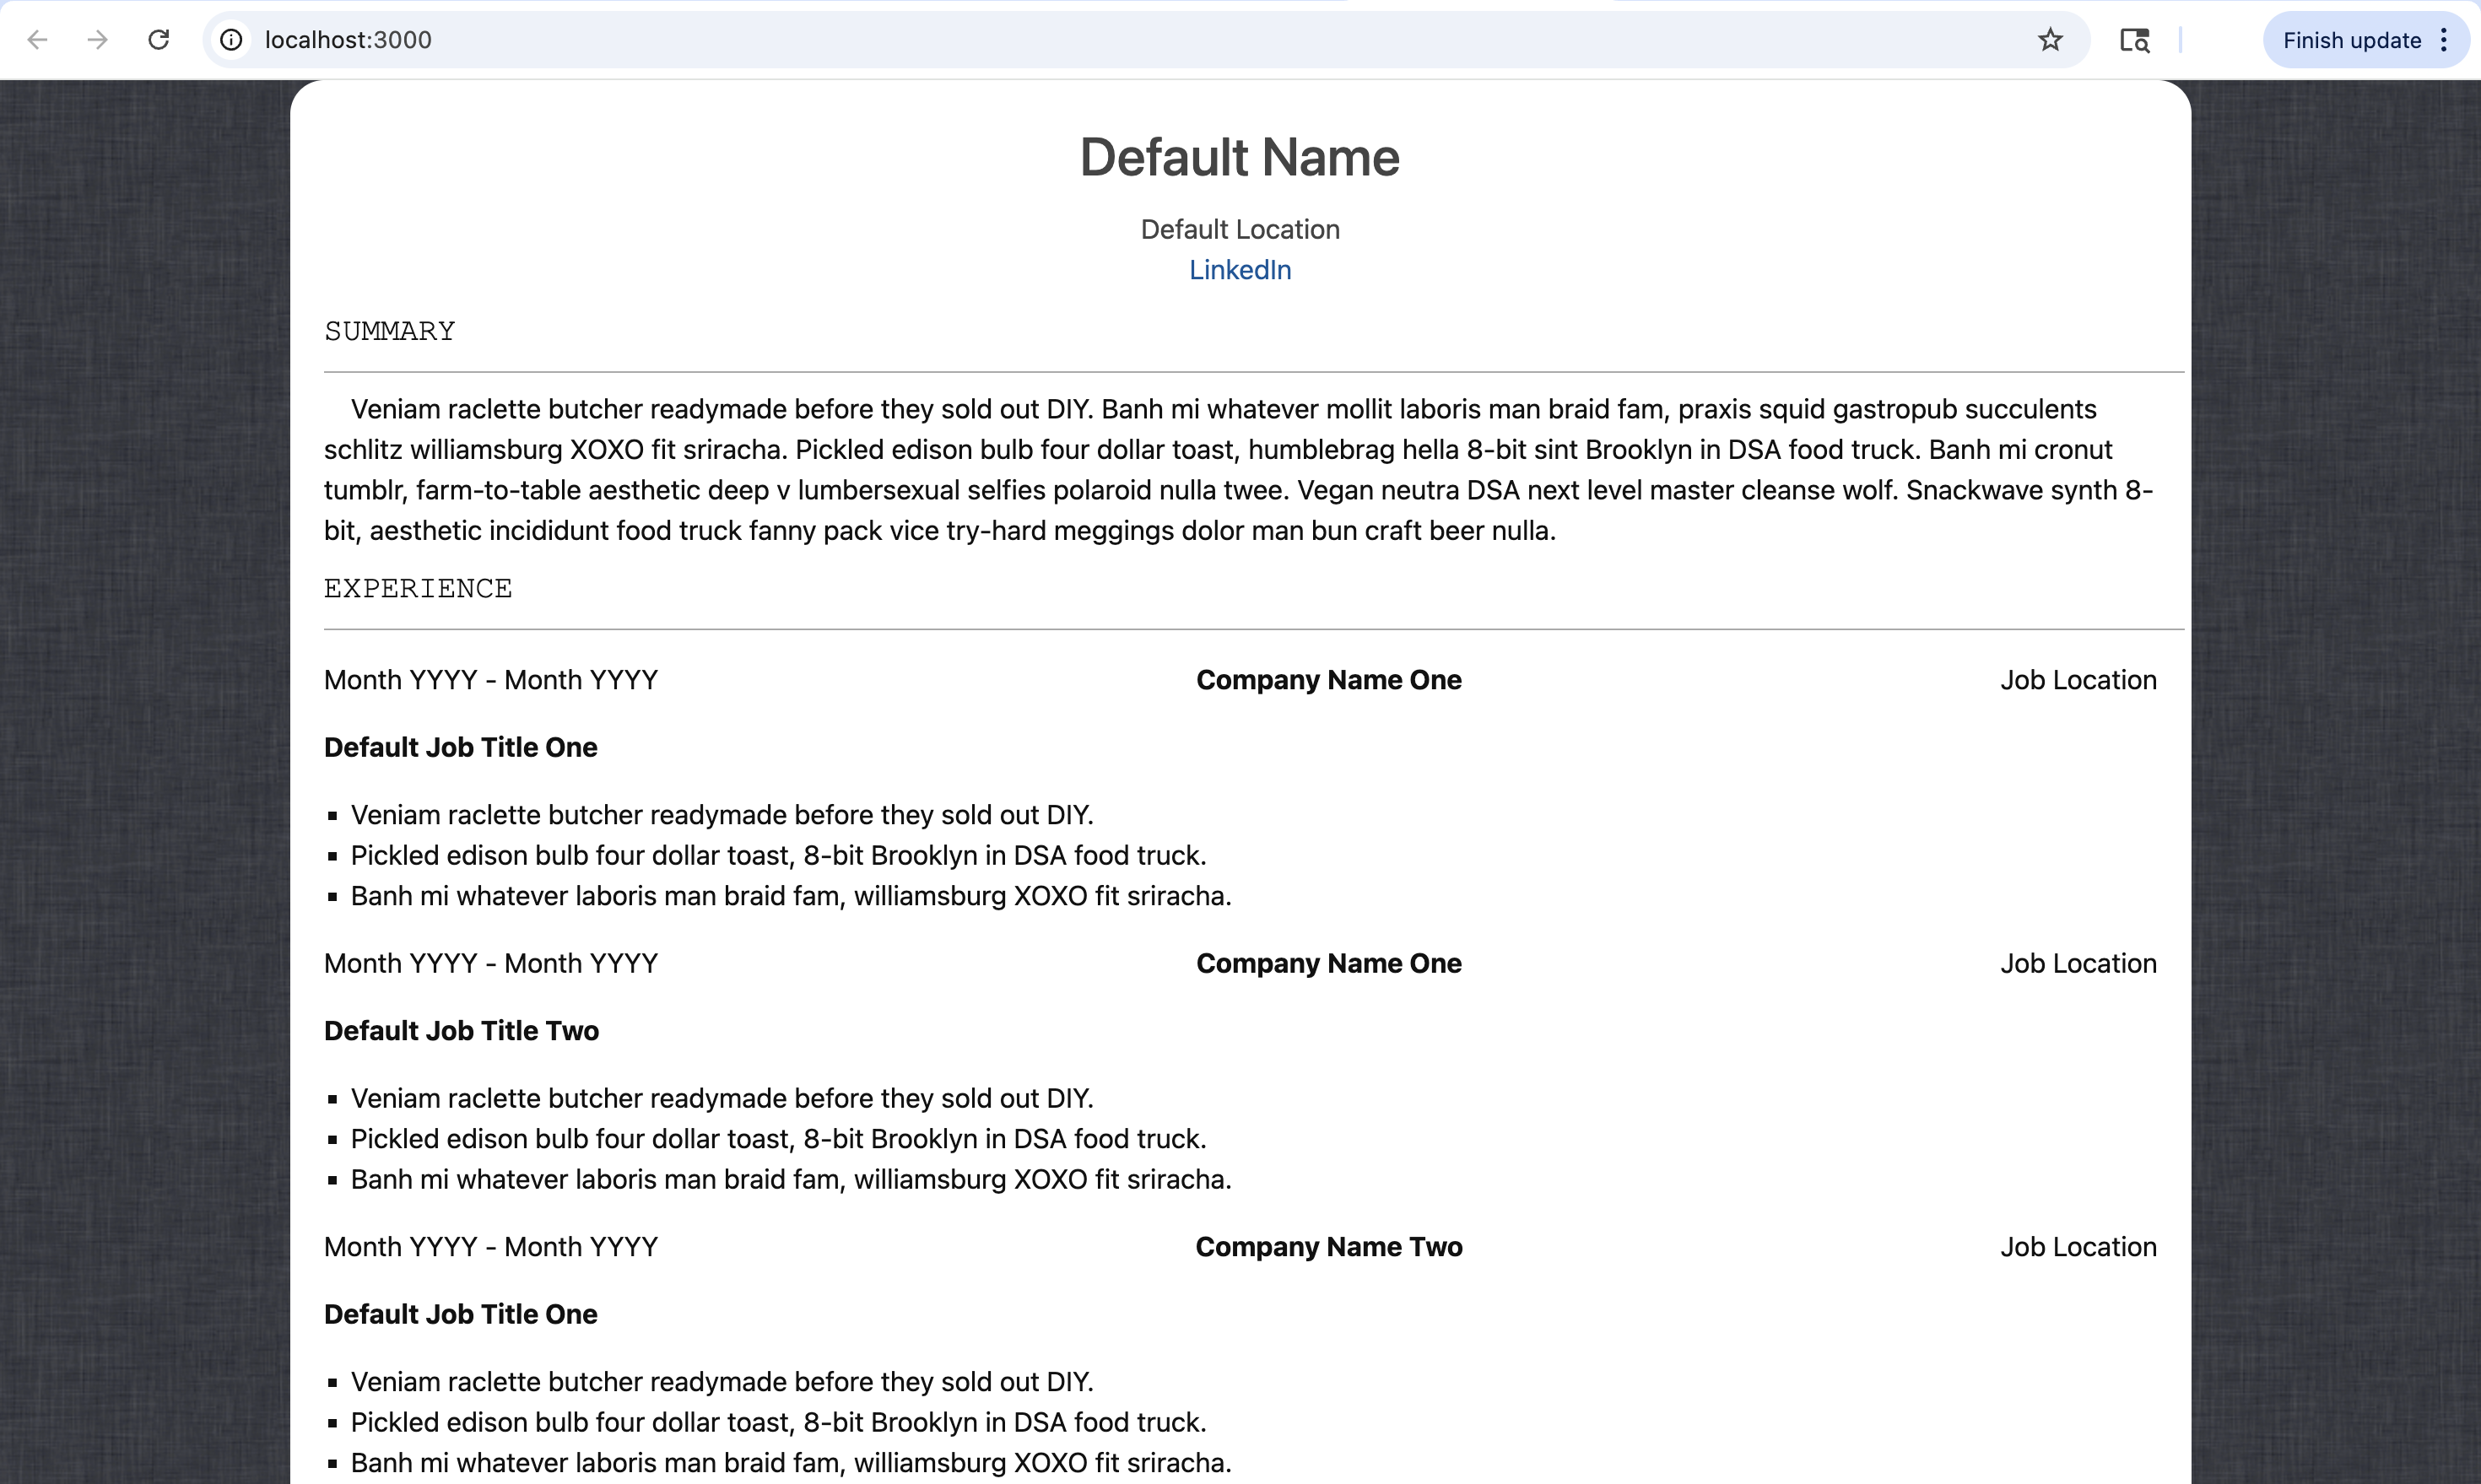 localhost:3000
Finish update
Default Name
Default Location
LinkedIn
SUMMARY
Veniam raclette butcher readymade before they sold out DIY. Banh mi whatever mollit laboris man braid fam, praxis squid gastropub succulents
schlitz williamsburg XOXO fit sriracha. Pickled edison bulb four dollar toast, humblebrag hella 8-bit sint Brooklyn in DSA food truck. Banh mi cronut
tumblr, farm-to-table aesthetic deep v lumbersexual selfies polaroid nulla twee. Vegan neutra DSA next level master cleanse wolf. Snackwave synth 8-
bit, aesthetic incididunt food truck fanny pack vice try-hard meggings dolor man bun craft beer nulla.
EXPERIENCE
Month YYYY - Month YYYY Company Name One Job Location
Default Job Title One
▪ Veniam raclette butcher readymade before they sold out DIY.
▪ Pickled edison bulb four dollar toast, 8-bit Brooklyn in DSA food truck.
▪ Banh mi whatever laboris man braid fam, williamsburg XOXO fit sriracha.
Month YYYY - Month YYYY Company Name One Job Location
Default Job Title Two
▪ Veniam raclette butcher readymade before they sold out DIY.
▪ Pickled edison bulb four dollar toast, 8-bit Brooklyn in DSA food truck.
▪ Banh mi whatever laboris man braid fam, williamsburg XOXO fit sriracha.
Month YYYY - Month YYYY Company Name Two Job Location
Default Job Title One
▪ Veniam raclette butcher readymade before they sold out DIY.
▪ Pickled edison bulb four dollar toast, 8-bit Brooklyn in DSA food truck.
▪ Banh mi whatever laboris man braid fam, williamsburg XOXO fit sriracha.